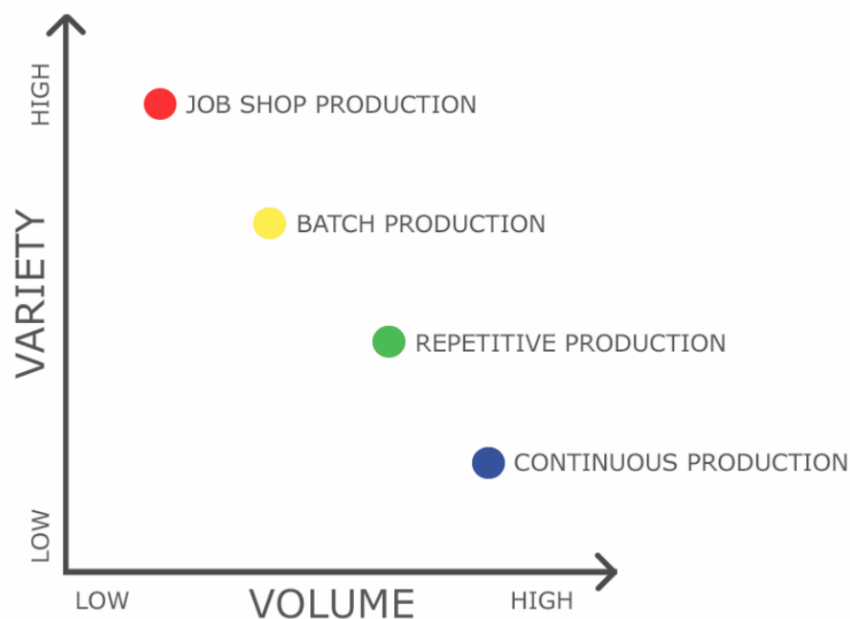 HIGH
JOB SHOP PRODUCTION
BATCH PRODUCTION
VARIETY
REPETITIVE PRODUCTION
CONTINUOUS PRODUCTION
LOW
LOW
VOLUME
HIGH